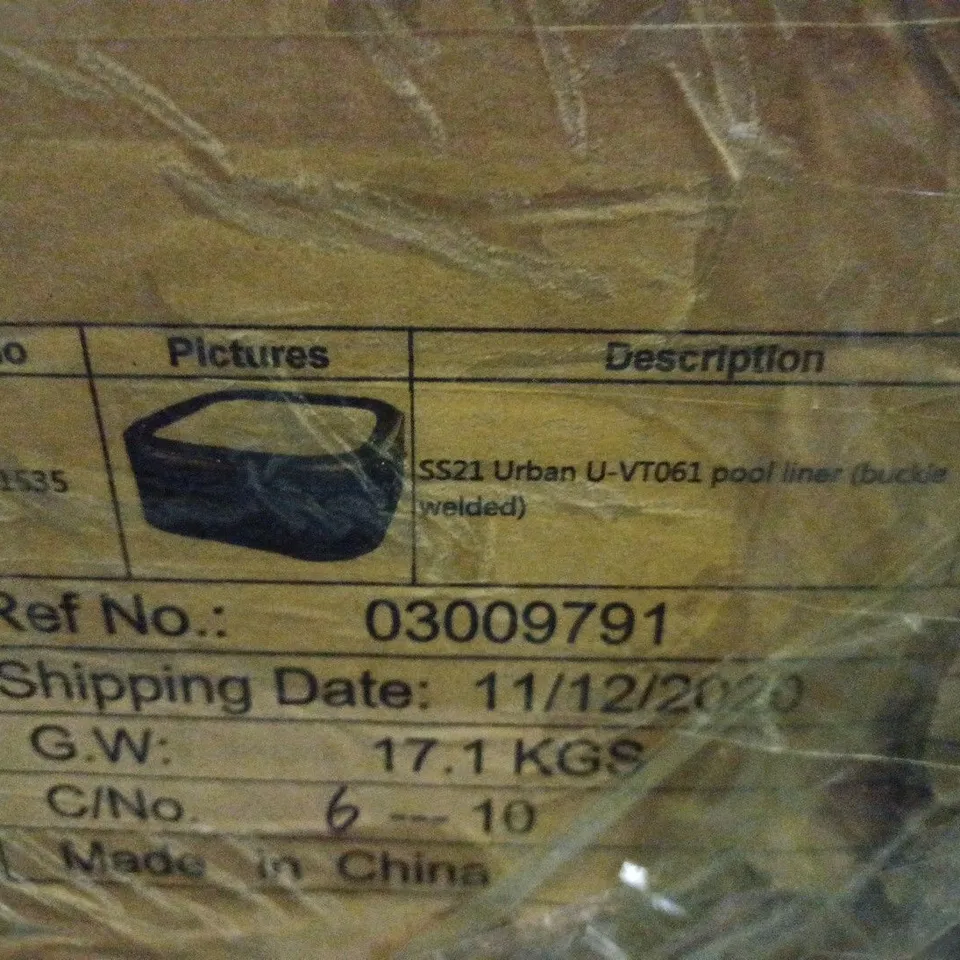 Pictures Description
1535 SS21 Urban U-VT061 pool liner (buckle
welded)
Ref No.: 03009791
Shipping Date: 11/12/2020
G.W: 17.1 KGS
C/No. 6 --- 10
Made in China